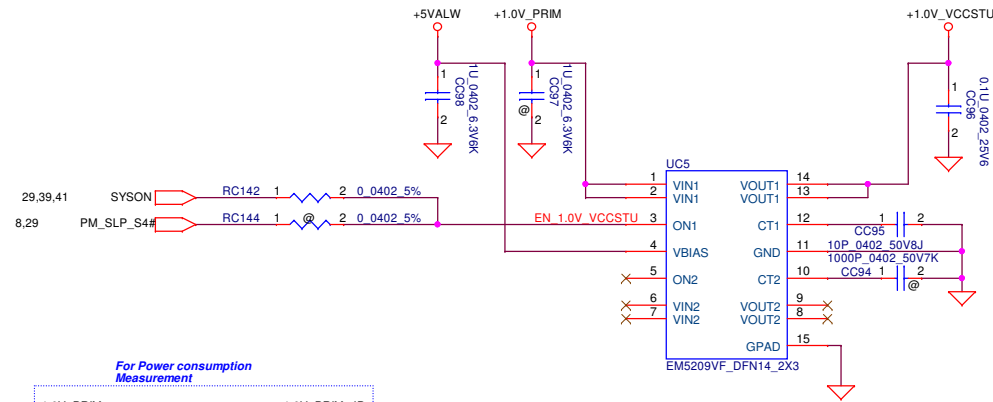 +5VALW
+1.0V_PRIM
+1.0V_VCCSTU
1
1U_0402_6.3V6K
CC98
2
1
1U_0402_6.3V6K
CC97
@
2
1
0.1U_0402_25V6
CC96
2
UC5
29,39,41
SYSON
RC142
1
2
0_0402_5%
8,29
PM_SLP_S4#
RC144
1
@
2
0_0402_5%
EN_1.0V_VCCSTU
1
VIN1
2
VIN1
3
ON1
4
VBIAS
5
ON2
6
VIN2
7
VIN2
VOUT1
14
VOUT1
13
CT1
12
GND
11
CT2
10
VOUT2
9
VOUT2
8
GPAD
15
1
2
CC95
10P_0402_50V8J
1000P_0402_50V7K
CC94
1
2
@
EM5209VF_DFN14_2X3
For Power consumption
Measurement